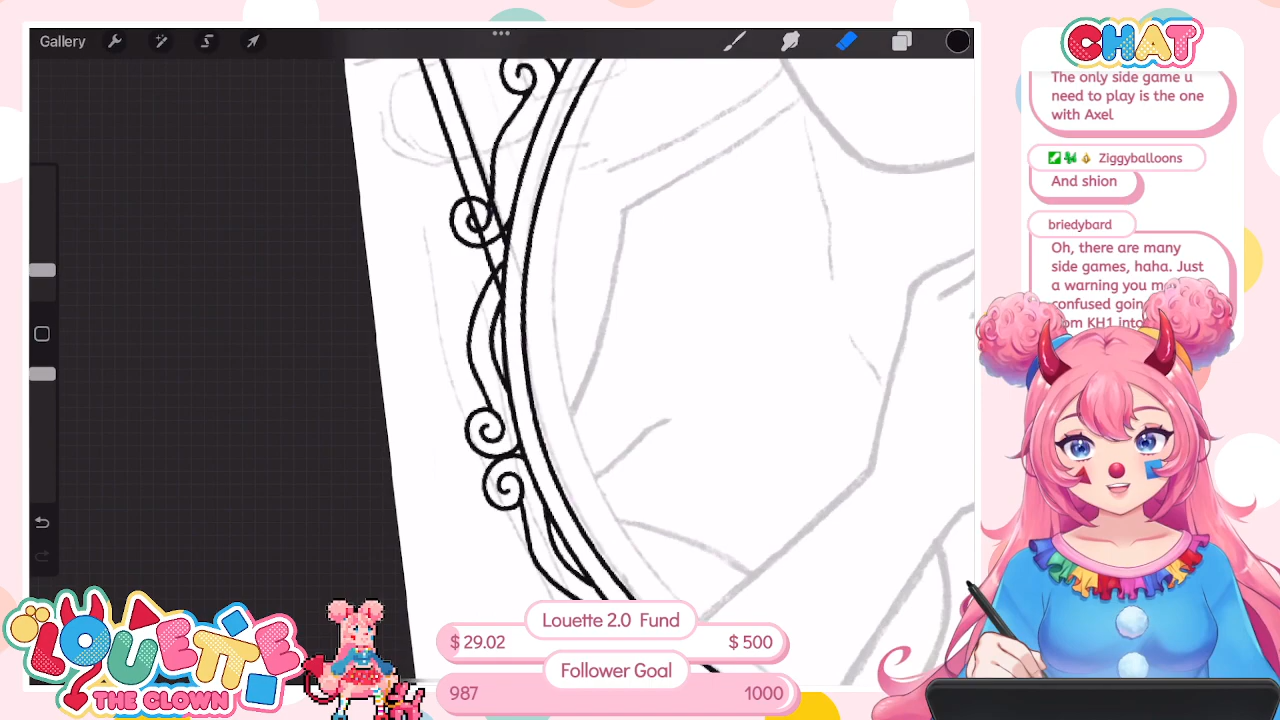 Gallery
CHAT
The only side game u
need to play is the one
with Axel
Ziggyballoons
And shion
briedybard
Oh, there are many
side games, haha. Just
a warning you
confused
KH1 into
Louette 2.0 Fund
$ 29.02
$ 500
Follower Goal
987
1000
LOUETTE
THE CLOWN